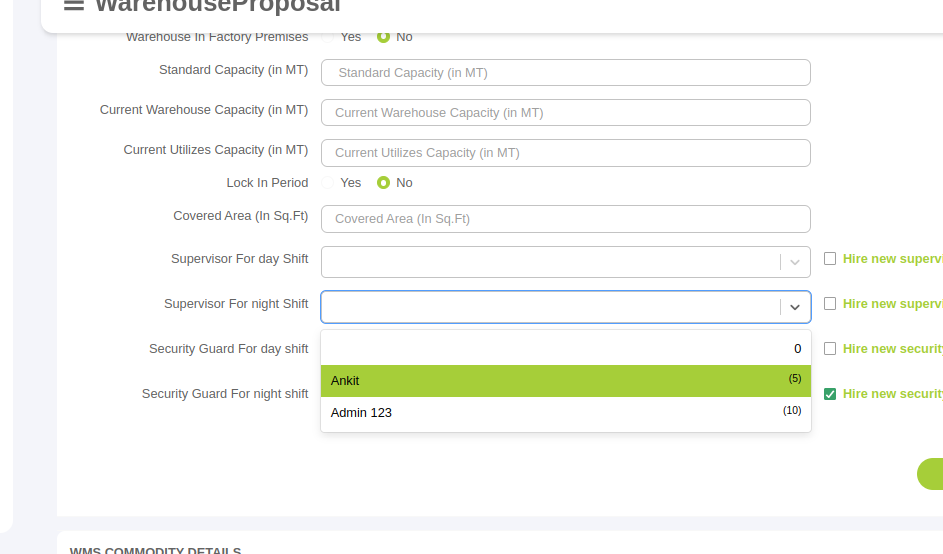 WarehouseProposal
Warehouse In Factory Premises Yes No
Standard Capacity (in MT) Standard Capacity (in MT)
Current Warehouse Capacity (in MT) Current Warehouse Capacity (in MT)
Current Utilizes Capacity (in MT) Current Utilizes Capacity (in MT)
Lock In Period Yes No
Covered Area (In Sq.Ft) Covered Area (In Sq.Ft)
Supervisor For day Shift Hire new supervi
Supervisor For night Shift Hire new supervi
Security Guard For day shift 0 Hire new security
Ankit (5)
Security Guard For night shift Hire new security
Admin 123 (10)
WMS COMMODITY DETAILS